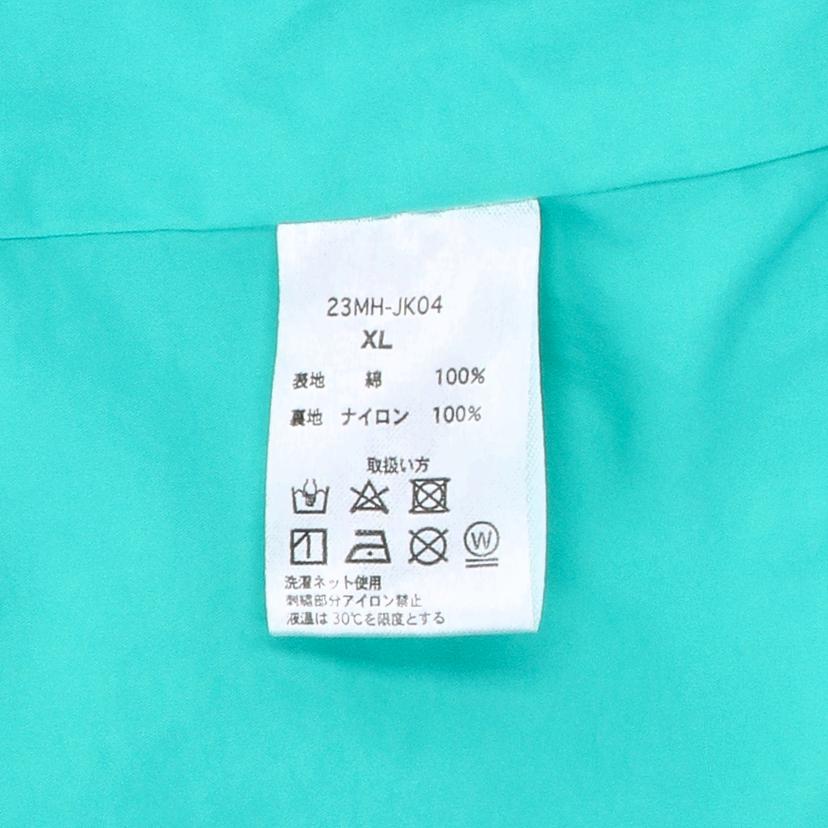 23MH-JK04
XL
表地 綿 100%
裏地 ナイロン 100%
取扱い方
W
洗濯ネット使用
刺繍部分アイロン禁止
液温は30℃を限度とする